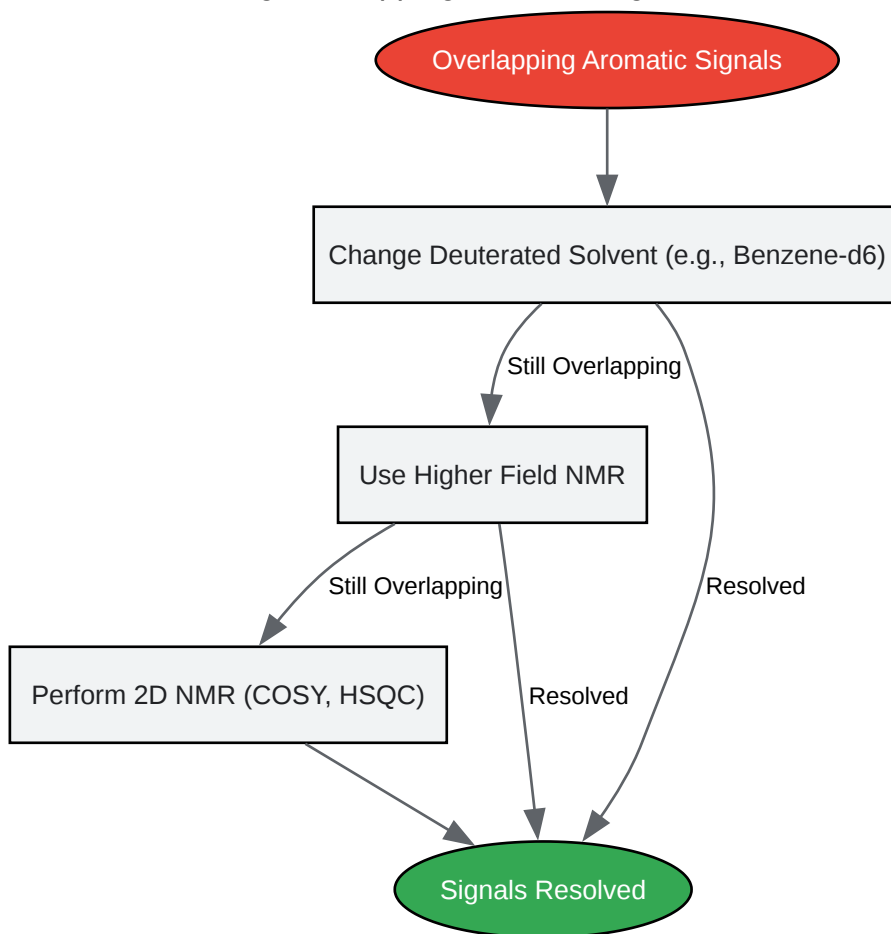 Overlapping Aromatic Signals
Change Deuterated Solvent (e.g., Benzene-d6)
Still Overlapping
Use Higher Field NMR
Still Overlapping
Resolved
Perform 2D NMR (COSY, HSQC)
Resolved
Signals Resolved